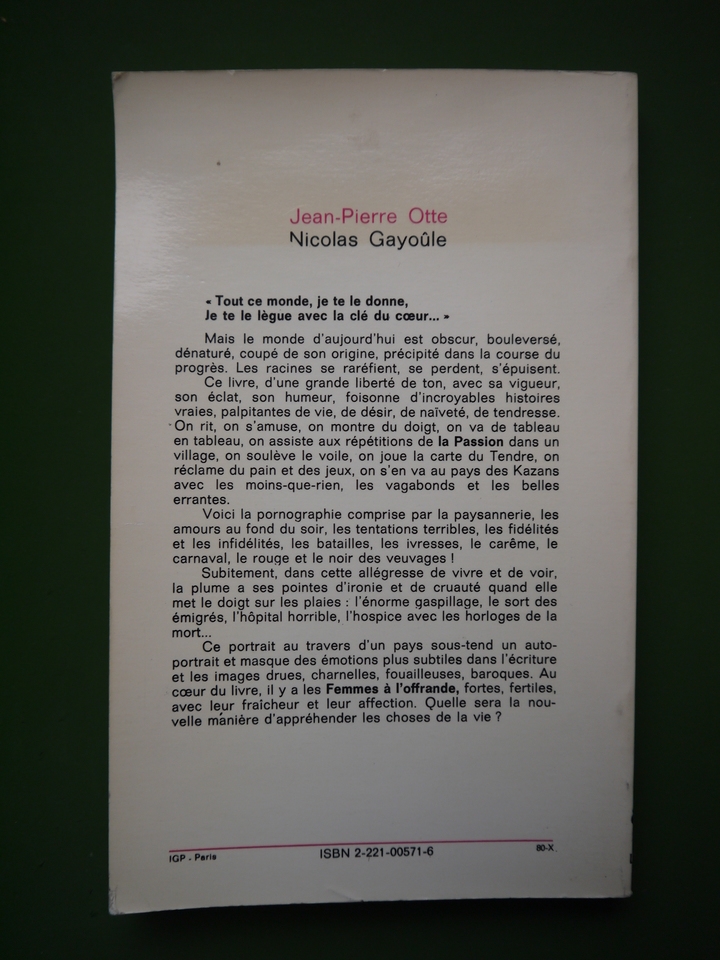 Jean-Pierre Otte
Nicolas Gayoûle
« Tout ce monde, je te le donne,
Je te le lègue avec la clé du cœur... »
Mais le monde d'aujourd'hui est obscur, bouleversé,
dénaturé, coupé de son origine, précipité dans la course du
progrès. Les racines se raréfient, se perdent, s'épuisent.
Ce livre, d'une grande liberté de ton, avec sa vigueur,
son éclat, son humeur, foisonne d'incroyables histoires
vraies, palpitantes de vie, de désir, de naïveté, de tendresse.
On rit, on s'amuse, on montre du doigt, on va de tableau
en tableau, on assiste aux répétitions de la Passion dans un
village, on soulève le voile, on joue la carte du Tendre, on
réclame du pain et des jeux, on s'en va au pays des Kazans
avec les moins-que-rien, les vagabonds et les belles
errantes.
Voici la pornographie comprise par la paysannerie, les
amours au fond du soir, les tentations terribles, les fidélités
et les infidélités, les batailles, les ivresses, le carême, le
carnaval, le rouge et le noir des veuvages !
Subitement, dans cette allégresse de vivre et de voir,
la plume a ses pointes d'ironie et de cruauté quand elle
met le doigt sur les plaies : l'énorme gaspillage, le sort des
émigrés, l'hôpital horrible, l'hospice avec les horloges de la
mort...
Ce portrait au travers d'un pays sous-tend un auto-
portrait et masque des émotions plus subtiles dans l'écriture
et les images drues, charnelles, fouailleuses, baroques. Au
cœur du livre, il y a les Femmes à l'offrande, fortes, fertiles,
avec leur fraîcheur et leur affection. Quelle sera la nou-
velle manière d'appréhender les choses de la vie ?
IGP - Paris
ISBN 2-221-00571-6
80-X